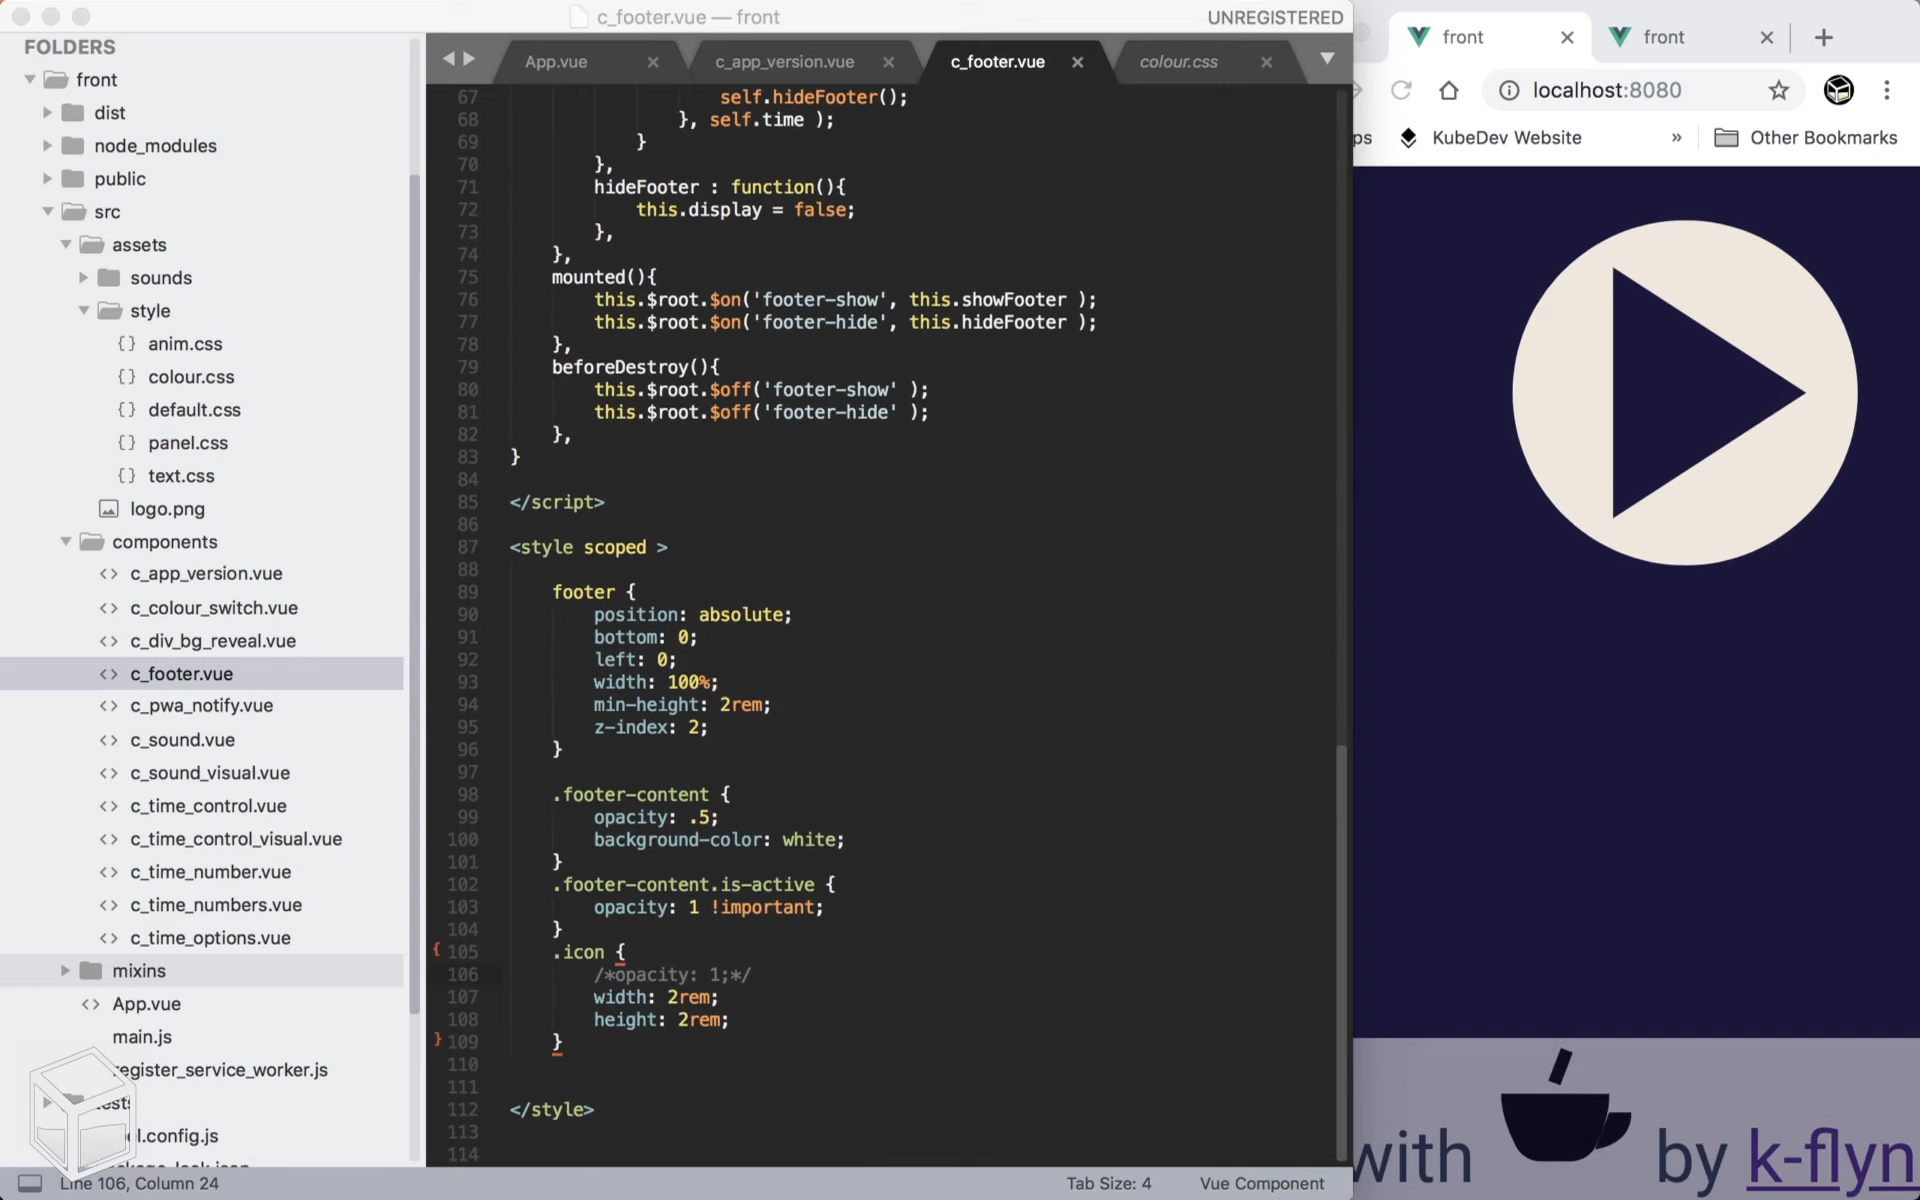 c_footer.vue — front
UNREGISTERED
FOLDERS
front
dist
node_modules
public
src
assets
sounds
style
{} anim.css
{} colour.css
{} default.css
{} panel.css
{} text.css
logo.png
components
<> c_app_version.vue
<> c_colour_switch.vue
<> c_div_bg_reveal.vue
<> c_footer.vue
<> c_pwa_notify.vue
<> c_sound.vue
<> c_sound_visual.vue
<> c_time_control.vue
<> c_time_control_visual.vue
<> c_time_number.vue
<> c_time_numbers.vue
<> c_time_options.vue
mixins
<> App.vue
main.js
register_service_worker.js
l.config.js
Line 106, Column 24
App.vue
c_app_version.vue
c_footer.vue
colour.css
67 self.hideFooter();
68 }, self.time );
69 }
70 },
71 hideFooter : function(){
72 this.display = false;
73 },
74 },
75 mounted(){
76 this.$root.$on('footer-show', this.showFooter );
77 this.$root.$on('footer-hide', this.hideFooter );
78 },
79 beforeDestroy(){
80 this.$root.$off('footer-show' );
81 this.$root.$off('footer-hide' );
82 },
83 }
84
85 </script>
86
87 <style scoped >
88
89 footer {
90 position: absolute;
91 bottom: 0;
92 left: 0;
93 width: 100%;
94 min-height: 2rem;
95 z-index: 2;
96 }
97
98 .footer-content {
99 opacity: .5;
100 background-color: white;
101 }
102 .footer-content.is-active {
103 opacity: 1 !important;
104 }
105 .icon {
106 /*opacity: 1;*/
107 width: 2rem;
108 height: 2rem;
109 }
110
111
112 </style>
113
114
Tab Size: 4
Vue Component
front
front
localhost:8080
ps
KubeDev Website
»
Other Bookmarks
with by k-flyn